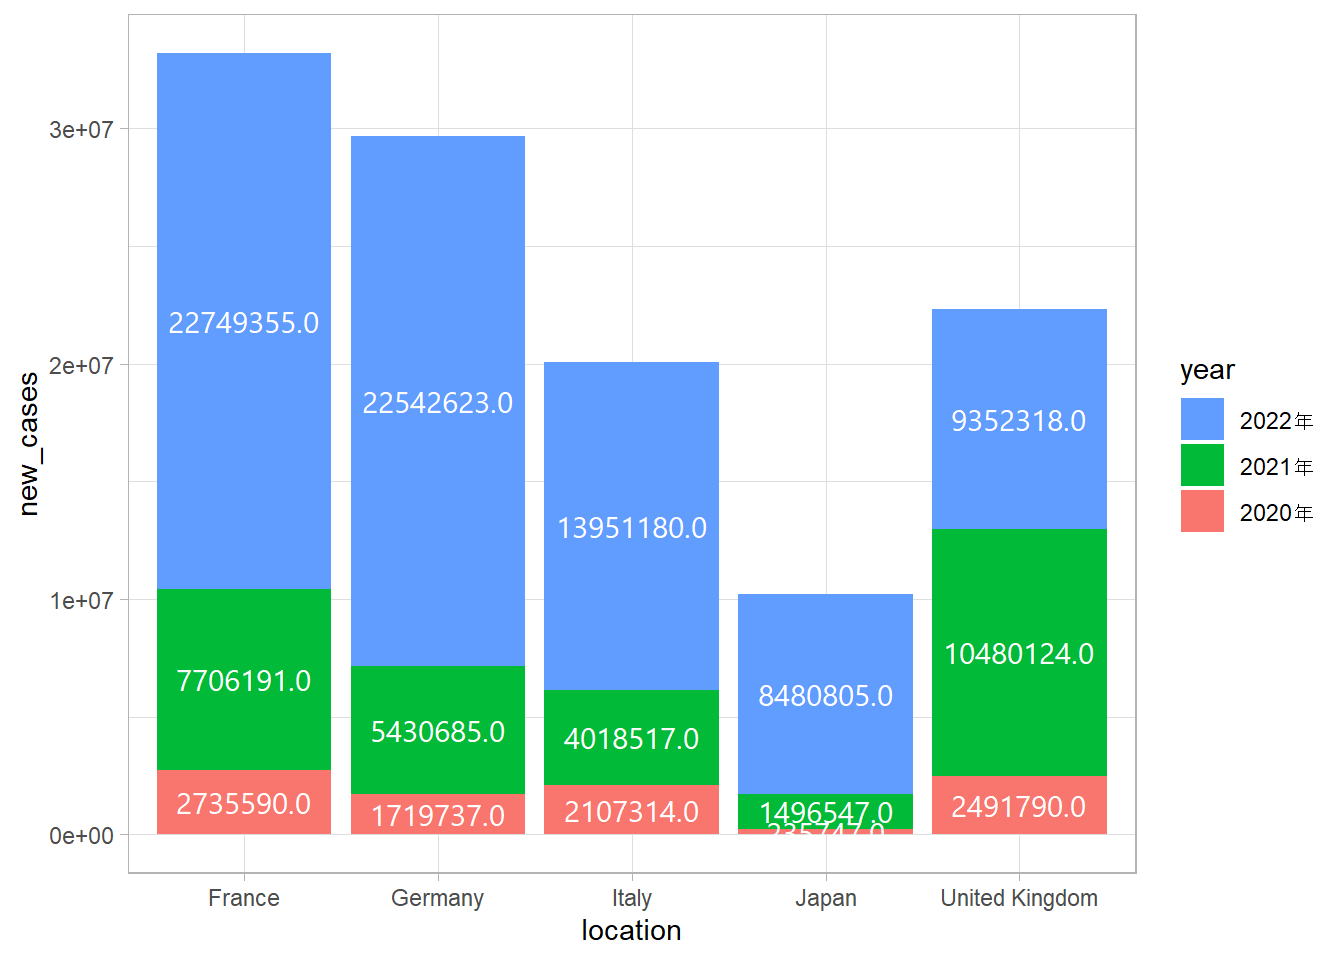 new_cases
3e+07
2e+07
1e+07
0e+00
22749355.0
7706191.0
2735590.0
22542623.0
5430685.0
1719737.0
13951180.0
4018517.0
2107314.0
8480805.0
1496547.0
235747.0
9352318.0
10480124.0
2491790.0
France
Germany
Italy
Japan
United Kingdom
location
year
2022年
2021年
2020年